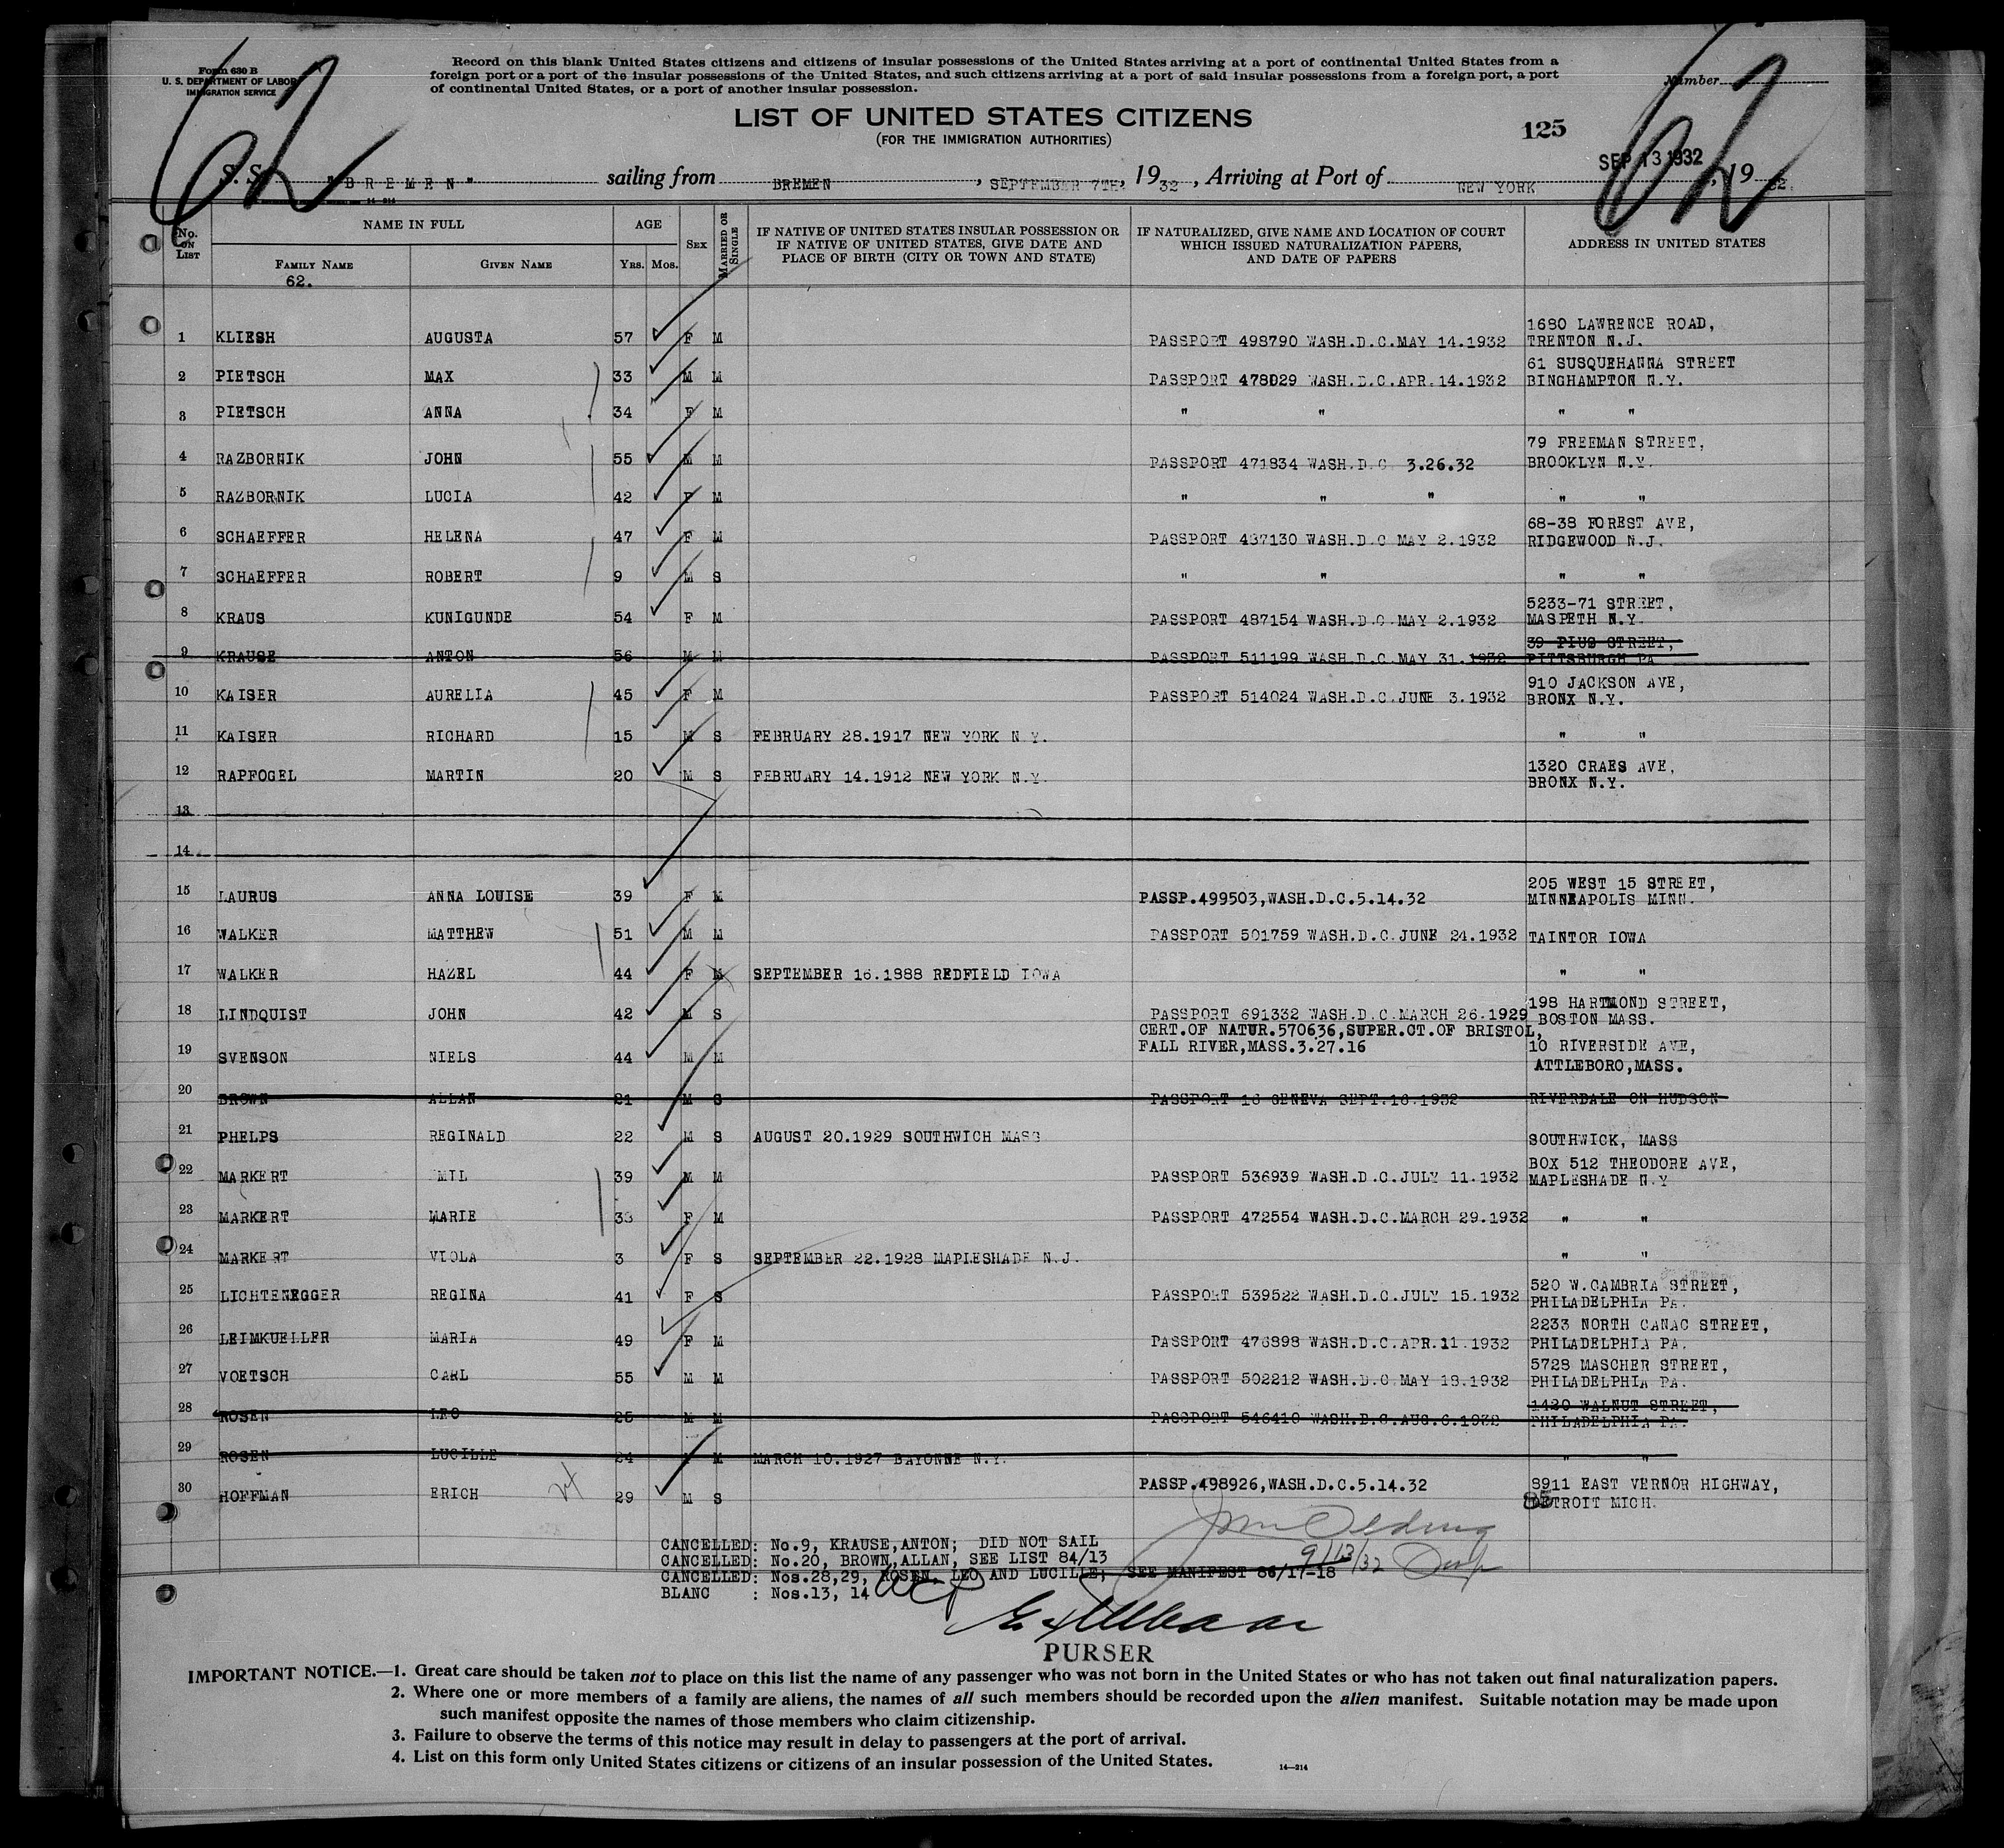 62 62
Form 630 B
U. S. DEPARTMENT OF LABOR
IMMIGRATION SERVICE
Record on this blank United States citizens and citizens of insular possessions of the United States arriving at a port of continental United States from a
foreign port or a port of the insular possessions of the United States, and such citizens arriving at a port of said insular possessions from a foreign port, a port
of continental United States, or a port of another insular possession.
Number
LIST OF UNITED STATES CITIZENS
(FOR THE IMMIGRATION AUTHORITIES)
125
SEP 13 1932
S. S. "BREMEN" sailing from BREMEN, SEPTEMBER 7TH, 1932, Arriving at Port of NEW YORK, 1932.
14-214
No. ON LIST NAME IN FULL AGE SEX MARRIED OR SINGLE IF NATIVE OF UNITED STATES INSULAR POSSESSION OR IF NATIVE OF UNITED STATES, GIVE DATE AND PLACE OF BIRTH (CITY OR TOWN AND STATE) IF NATURALIZED, GIVE NAME AND LOCATION OF COURT WHICH ISSUED NATURALIZATION PAPERS, AND DATE OF PAPERS ADDRESS IN UNITED STATES
FAMILY NAME GIVEN NAME YRS. MOS.
62.
1 KLIESH AUGUSTA 57 F M PASSPORT 498790 WASH.D.C.MAY 14.1932 1680 LAWRENCE ROAD,
TRENTON N.J.
2 PIETSCH MAX 33 M M PASSPORT 478029 WASH.D.C.APR.14.1932 61 SUSQUEHANNA STREET
BINGHAMPTON N.Y.
3 PIETSCH ANNA 34 F M " " " "
4 RAZBORNIK JOHN 55 M M PASSPORT 471834 WASH.D.C 3.26.32 79 FREEMAN STREET,
BROOKLYN N.Y.
5 RAZBORNIK LUCIA 42 F M " " " " "
6 SCHAEFFER HELENA 47 F M PASSPORT 487130 WASH.D.C MAY 2.1932 68-38 FOREST AVE,
RIDGEWOOD N.J.
7 SCHAEFFER ROBERT 9 M S " " " "
8 KRAUS KUNIGUNDE 54 F M PASSPORT 487154 WASH.D.C.MAY 2.1932 5233-71 STREET,
MASPETH N.Y.
9 KRAUSE ANTON 56 M M PASSPORT 511199 WASH.D.C.MAY 31.1932 39 PIUS STREET,
PITTSBURGH PA
10 KAISER AURELIA 45 F M PASSPORT 514024 WASH.D.C.JUNE 3.1932 910 JACKSON AVE,
BRONX N.Y.
11 KAISER RICHARD 15 M S FEBRUARY 28.1917 NEW YORK N.Y. " "
12 RAPFOGEL MARTIN 20 M S FEBRUARY 14.1912 NEW YORK N.Y. 1320 CRAES AVE,
BRONX N.Y.
13
14
15 LAURUS ANNA LOUISE 39 F M PASSP.499503,WASH.D.C.5.14.32 205 WEST 15 STREET,
MINNEAPOLIS MINN.
16 WALKER MATTHEW 51 M M PASSPORT 501759 WASH.D.C.JUNE 24.1932 TAINTOR IOWA
17 WALKER HAZEL 44 F M SEPTEMBER 16.1888 REDFIELD IOWA " "
18 LINDQUIST JOHN 42 M S PASSPORT 691332 WASH.D.C.MARCH 26.1929 198 HARTMOND STREET,
BOSTON MASS.
19 SVENSON NIELS 44 M M CERT.OF NATUR.570636,SUPER.CT.OF BRISTOL,
FALL RIVER,MASS.3.27.16 10 RIVERSIDE AVE,
ATTLEBORO,MASS.
20 BROWN ALLAN 21 M S PASSPORT 16 GENEVA SEPT.16.1932 RIVERDALE ON HUDSON
21 PHELPS REGINALD 22 M S AUGUST 20.1929 SOUTHWICH MASS SOUTHWICK, MASS
22 MARKERT EMIL 39 M M PASSPORT 536939 WASH.D.C.JULY 11.1932 BOX 512 THEODORE AVE,
MAPLESHADE N.Y
23 MARKERT MARIE 33 F M PASSPORT 472554 WASH.D.C.MARCH 29.1932 " "
24 MARKERT VIOLA 3 F S SEPTEMBER 22.1928 MAPLESHADE N.J. " "
25 LICHTENEGGER REGINA 41 F S PASSPORT 539522 WASH.D.C.JULY 15.1932 520 W.CAMBRIA STREET,
PHILADELPHIA PA.
26 LEIMKUELLER MARIA 49 F M PASSPORT 476898 WASH.D.C.APR.11.1932 2233 NORTH CANAC STREET,
PHILADELPHIA PA.
27 VOETSCH CARL 55 M M PASSPORT 502212 WASH.D.C.MAY 18.1932 5728 MASCHER STREET,
PHILADELPHIA PA.
28 ROSEN LEO 25 M M PASSPORT 546410 WASH.D.C.AUG.6.1932 1420 WALNUT STREET,
PHILADELPHIA PA.
29 ROSEN LUCILLE 24 M MARCH 10.1927 BAYONNE N.Y. " "
30 HOFFMAN ERICH 29 M S PASSP.498926,WASH.D.C.5.14.32 8911 EAST VERNOR HIGHWAY,
85 DETROIT MICH.
CANCELLED: No.9, KRAUSE,ANTON; DID NOT SAIL
CANCELLED: No.20, BROWN,ALLAN, SEE LIST 84/13
9/13/32
CANCELLED: Nos.28,29, ROSEN, LEO AND LUCILLE; SEE MANIFEST 86/17-18
BLANC : Nos.13, 14
PURSER
IMPORTANT NOTICE.—1. Great care should be taken not to place on this list the name of any passenger who was not born in the United States or who has not taken out final naturalization papers.
2. Where one or more members of a family are aliens, the names of all such members should be recorded upon the alien manifest. Suitable notation may be made upon
such manifest opposite the names of those members who claim citizenship.
3. Failure to observe the terms of this notice may result in delay to passengers at the port of arrival.
4. List on this form only United States citizens or citizens of an insular possession of the United States.
14—214